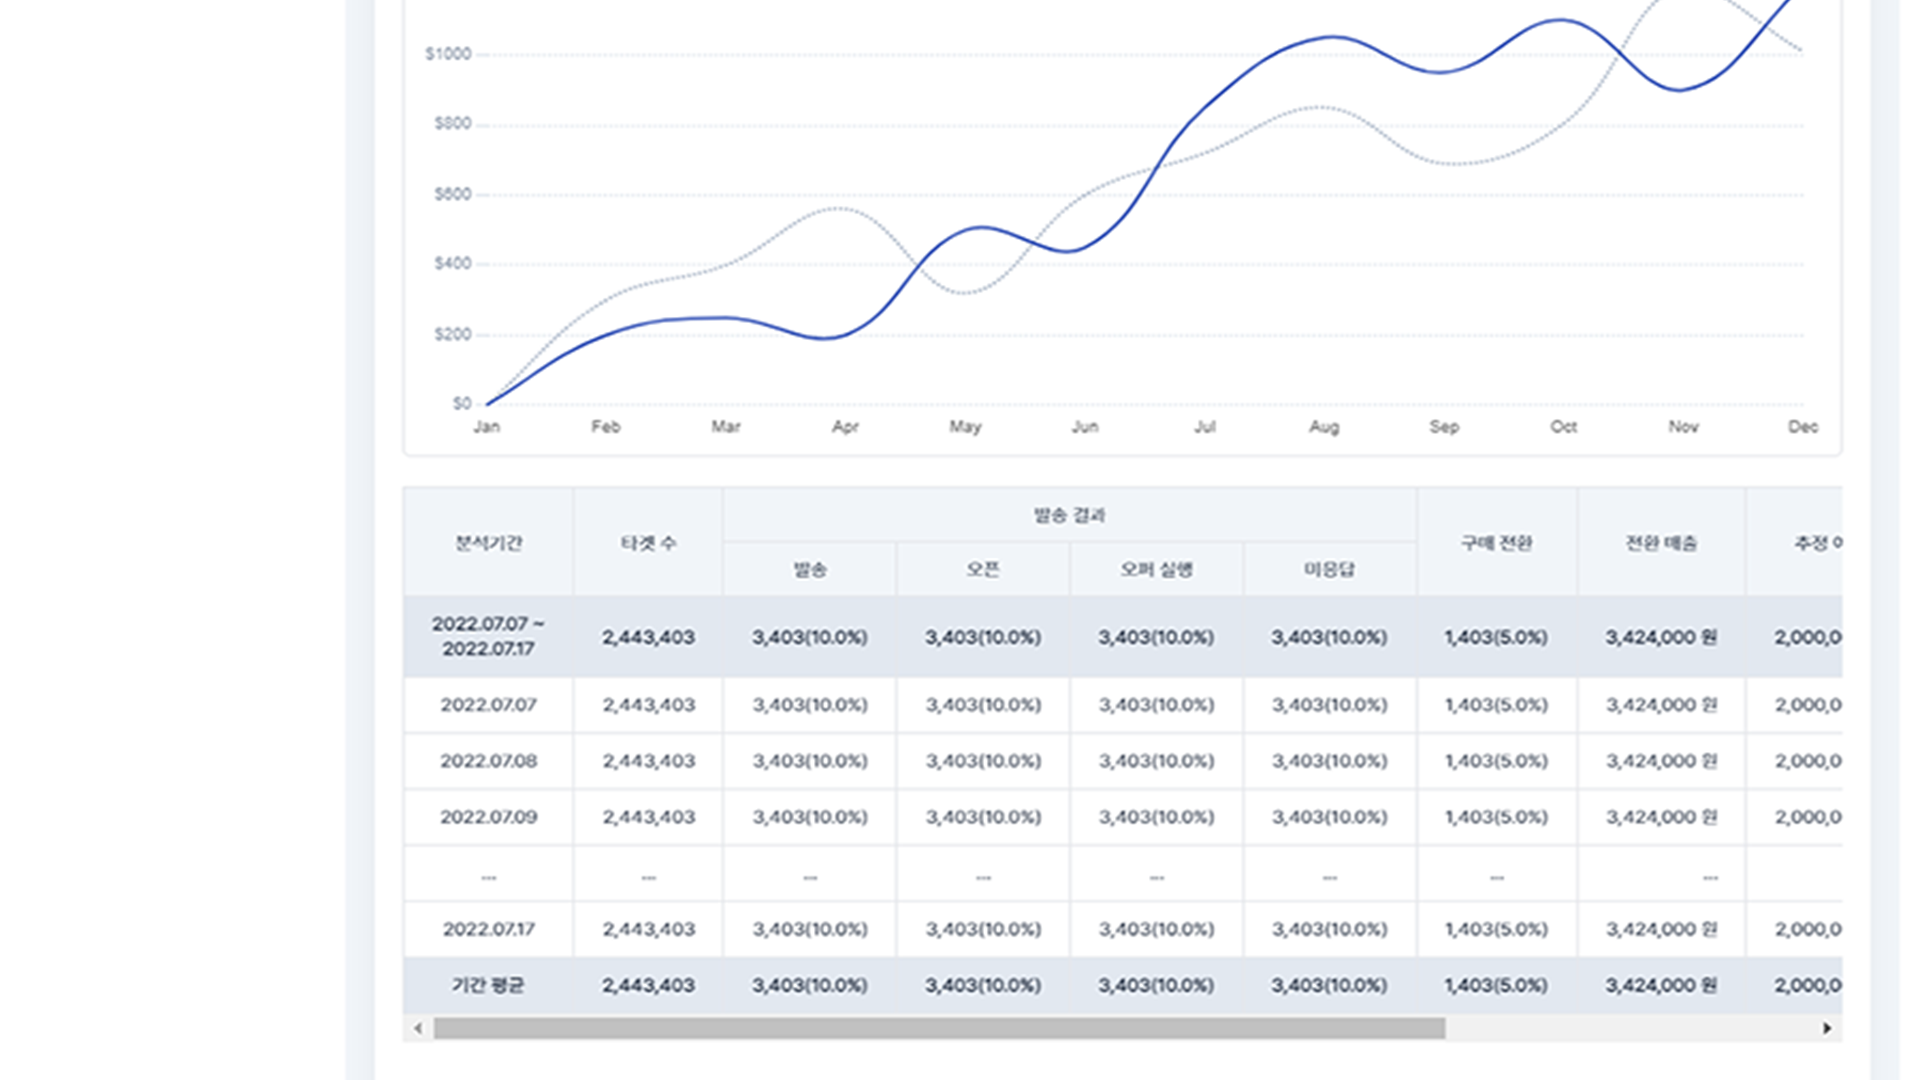 $1000
$800
$600
$400
$200
$0
Jan Feb Mar Apr May Jun Jul Aug Sep Oct Nov Dec
분석기간 타겟 수 발송 결과 구매 전환 전환 매출 추정
발송 오픈 오퍼 실행 미응답
2022.07.07 ~
2022.07.17 2,443,403 3,403(10.0%) 3,403(10.0%) 3,403(10.0%) 3,403(10.0%) 1,403(5.0%) 3,424,000 원 2,000,0
2022.07.07 2,443,403 3,403(10.0%) 3,403(10.0%) 3,403(10.0%) 3,403(10.0%) 1,403(5.0%) 3,424,000 원 2,000,0
2022.07.08 2,443,403 3,403(10.0%) 3,403(10.0%) 3,403(10.0%) 3,403(10.0%) 1,403(5.0%) 3,424,000 원 2,000,0
2022.07.09 2,443,403 3,403(10.0%) 3,403(10.0%) 3,403(10.0%) 3,403(10.0%) 1,403(5.0%) 3,424,000 원 2,000,0
... ... ... ... ... ... ... ...
2022.07.17 2,443,403 3,403(10.0%) 3,403(10.0%) 3,403(10.0%) 3,403(10.0%) 1,403(5.0%) 3,424,000 원 2,000,0
기간 평균 2,443,403 3,403(10.0%) 3,403(10.0%) 3,403(10.0%) 3,403(10.0%) 1,403(5.0%) 3,424,000 원 2,000,0